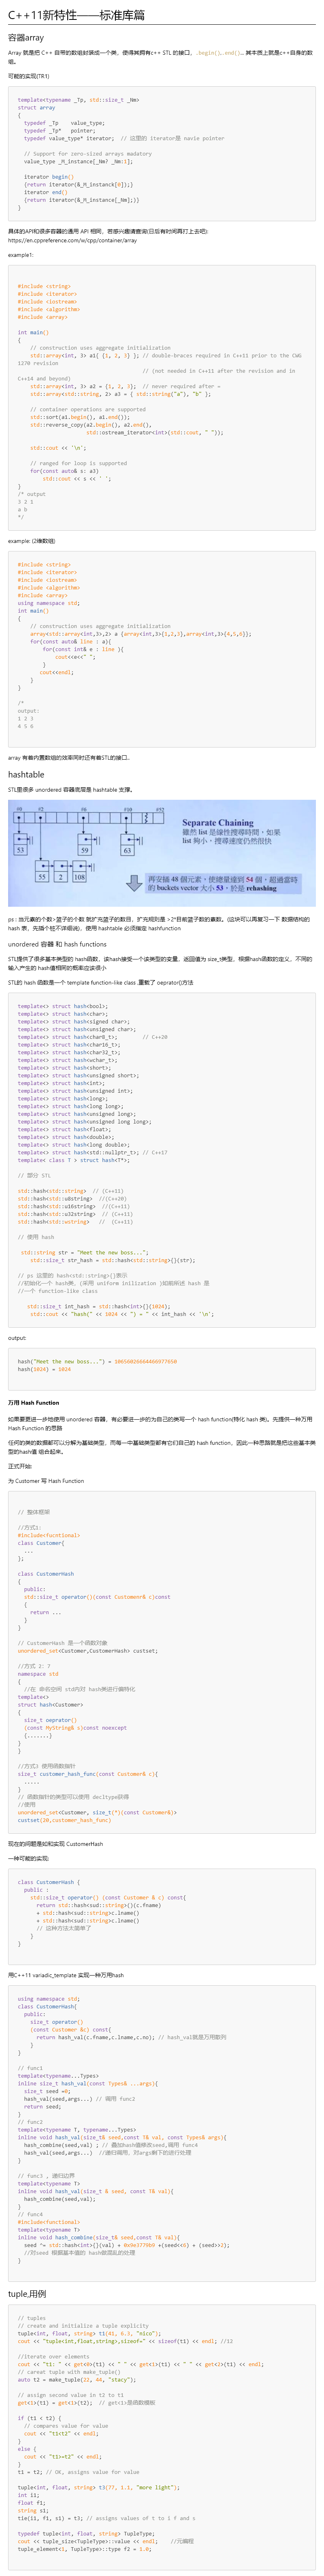 C++11新特性——标准库篇
容器array
Array 就是把 C++ 自带的数组封装成一个类，使得其拥有c++ STL 的接口，.begin(),.end()... 其本质上就是c++自身的数组。
可能的实现(TR1)
template<typename _Tp, std::size_t _Nm>
struct array
{
typedef _Tp    value_type;
typedef _Tp*   pointer;
typedef value_type* iterator;  // 这里的 iterator是 navie pointer
// Support for zero-sized arrays madatory
value_type _M_instance[_Nm? _Nm:1];
iterator begin()
{return iterator(&_M_instanck[0]);}
iterator end()
{return iterator(&_M_instance[_Nm]);}
}
具体的API和很多容器的通用 API 相同，若感兴趣请查阅(日后有时间再打上去吧):
https://en.cppreference.com/w/cpp/container/array
example1:
#include <string>
#include <iterator>
#include <iostream>
#include <algorithm>
#include <array>
int main()
{
// construction uses aggregate initialization
std::array<int, 3> a1{ {1, 2, 3} }; // double-braces required in C++11 prior to the CWG
1270 revision
// (not needed in C++11 after the revision and in
C++14 and beyond)
std::array<int, 3> a2 = {1, 2, 3};  // never required after =
std::array<std::string, 2> a3 = { std::string("a"), "b" };
// container operations are supported
std::sort(a1.begin(), a1.end());
std::reverse_copy(a2.begin(), a2.end(),
std::ostream_iterator<int>(std::cout, " "));
std::cout << '\n';
// ranged for loop is supported
for(const auto& s: a3)
std::cout << s << ' ';
}
/* output
3 2 1
a b
*/
example: (2维数组)
#include <string>
#include <iterator>
#include <iostream>
#include <algorithm>
#include <array>
using namespace std;
int main()
{
// construction uses aggregate initialization
array<std::array<int,3>,2> a {array<int,3>{1,2,3},array<int,3>{4,5,6}};
for(const auto& line : a){
for(const int& e : line ){
cout<<e<<" ";
}
cout<<endl;
}
}
/*
output:
1 2 3
4 5 6
array 有着内置数组的效率同时还有着STL的接口..
hashtable
STL里很多 unordered 容器底层是 hashtable 支撑。
#0 #2 #6 #10 #12
53 59 63
55 2 108
Separate Chaining
雖然 list 是線性搜尋時間，如果
list 夠小，搜尋速度仍然很快
再安插 48 個元素，使總量達到 54 個，超過當時
的 buckets vector 大小 53，於是 rehashing
ps : 当元素的个数> 篮子的个数 就扩充篮子的数目，扩充规则是 >2*目前篮子数的素数。(这块可以再复习一下 数据结构的 hash 表，先插个桩不详细说)。使用 hashtable 必须指定 hashfunction
unordered 容器 和 hash functions
STL提供了很多基本类型的 hash函数，该hash接受一个该类型的变量，返回值为 size_t类型，根据hash函数的定义，不同的输入产生的 hash值相同的概率应该很小
STL的 hash 函数是一个 template function-like class ,重载了 oeprator()方法
template<> struct hash<bool>;
template<> struct hash<char>;
template<> struct hash<signed char>;
template<> struct hash<unsigned char>;
template<> struct hash<char8_t>;        // C++20
template<> struct hash<char16_t>;
template<> struct hash<char32_t>;
template<> struct hash<wchar_t>;
template<> struct hash<short>;
template<> struct hash<unsigned short>;
template<> struct hash<int>;
template<> struct hash<unsigned int>;
template<> struct hash<long>;
template<> struct hash<long long>;
template<> struct hash<unsigned long>;
template<> struct hash<unsigned long long>;
template<> struct hash<float>;
template<> struct hash<double>;
template<> struct hash<long double>;
template<> struct hash<std::nullptr_t>; // C++17
template< class T > struct hash<T*>;
// 部分 STL
std::hash<std::string>  // (C++11)
std::hash<std::u8string>  //(C++20)
std::hash<std::u16string>  //(C++11)
std::hash<std::u32string>  // (C++11)
std::hash<std::wstring>   //  (C++11)
// 使用 hash
std::string str = "Meet the new boss...";
std::size_t str_hash = std::hash<std::string>{}(str);
// ps 这里的 hash<std::string>{}表示
//初始化一个 hash类, (采用 uniform inilization )如前所述 hash 是
//一个 function-like class
std::size_t int_hash = std::hash<int>{}(1024);
std::cout << "hash(" << 1024 << ") = " << int_hash << '\n';
output:
hash("Meet the new boss...") = 10656026664466977650
hash(1024) = 1024
万用 Hash Function
如果要更进一步地使用 unordered 容器，有必要进一步的为自己的类写一个 hash function(特化 hash 类)。先提供一种万用 Hash Function 的思路
任何的类的数据都可以分解为基础类型，而每一中基础类型都有它们自己的 hash function，因此一种思路就是把这些基本类型的hash值 组合起来。
正式开始:
为 Customer 写 Hash Function
// 整体框架
//方式1:
#include<fucntional>
class Customer{
...
};
class CustomerHash
{
public:
std::size_t operator()(const Customenr& c)const
{
return ...
}
}
// CustomerHash 是一个函数对象
unordered_set<Customer,CustomerHash> custset;
//方式 2: 7
namespace std
{
//在 命名空间 std内对 hash类进行偏特化
template<>
struct hash<Customer>
{
size_t oeprator()
(const MyString& s)const noexcept
{.......}
}
}
//方式3 使用函数指针
size_t customer_hash_func(const Customer& c){
.....
}
// 函数指针的类型可以使用 decltype获得
//使用
unordered_set<Customer, size_t(*)(const Customer&)>
custset(20,customer_hash_func)
现在的问题是如和实现 CustomerHash
一种可能的实现:
class CustomerHash {
public :
std::size_t operator() (const Customer & c) const{
return std::hash<sud::string>()(c.fname)
+ std::hash<sud::string>c.lname()
+ std::hash<sud::string>c.lname()
// 这种方法太简单了
}
}
用C++11 variadic_template 实现一种万用hash
using namespace std;
class CustomerHash{
public:
size_t operator()
(const Customer &c) const{
return hash_val(c.fname,c.lname,c.no); // hash_val就是万用散列
}
}
// func1
template<typename...Types>
inline size_t hash_val(const Types& ...args){
size_t seed =0;
hash_val(seed,args...) // 调用 func2
return seed;
}
// func2
template<typename T, typename...Types>
inline void hash_val(size_t& seed,const T& val, const Types& args){
hash_combine(seed,val) ; // 叠加hash值修改seed,调用 func4
hash_val(seed,args...)  //递归调用, 对args剩下的进行处理
}
// func3 , 递归边界
template<typename T>
inline void hash_val(size_t & seed, const T& val){
hash_combine(seed,val);
}
// func4
#include<functional>
template<typename T>
inline void hash_combine(size_t& seed,const T& val){
seed ^= std::hash<int>{}(val) + 0x9e3779b9 +(seed<<6) + (seed>>2);
//对seed 根据基本值的 hash做混乱的处理
}
tuple,用例
// tuples
// create and initialize a tuple explicity
tuple<int, float, string> t1(41, 6.3, "nico");
cout << "tuple<int,float,string>,sizeof=" << sizeof(t1) << endl; //12
//iterate over elements
cout << "t1: " << get<0>(t1) << " " << get<1>(t1) << " " << get<2>(t1) << endl;
// careat tuple with make_tuple()
auto t2 = make_tuple(22, 44, "stacy");
// assign second value in t2 to t1
get<1>(t1) = get<1>(t2);  // get<1>是函数模板
if (t1 < t2) {
// compares value for value
cout << "t1<t2" << endl;
}
else {
cout << "t1>=t2" << endl;
}
t1 = t2; // OK, assigns value for value
tuple<int, float, string> t3(77, 1.1, "more light");
int i1;
float f1;
string s1;
tie(i1, f1, s1) = t3; // assigns values of t to i f and s
typedef tuple<int, float, string> TupleType;
cout << tuple_size<TupleType>::value << endl;    //元编程
tuple_element<1, TupleType>::type f2 = 1.0;